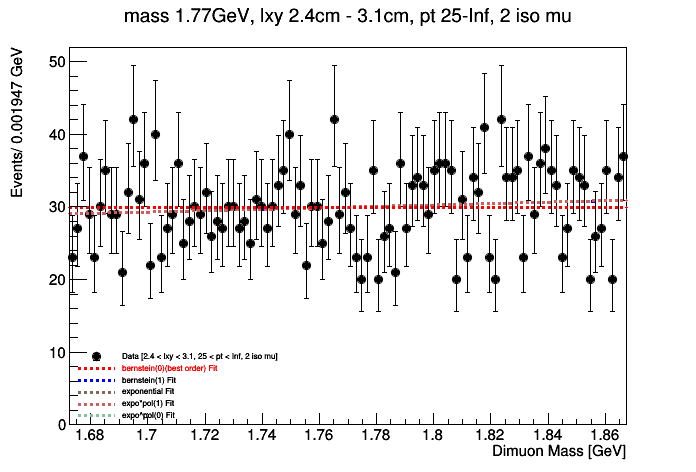 mass 1.77GeV, lxy 2.4cm - 3.1cm, pt 25-Inf, 2 iso mu
Events/ 0.001947 GeV
50
40
30
20
10
0
Data [2.4 < lxy < 3.1, 25 < pt < Inf, 2 iso mu]
bernstein(0)(best order) Fit
bernstein(1) Fit
exponential Fit
expo*pol(1) Fit
expo^pol(0) Fit
1.68 1.7 1.72 1.74 1.76 1.78 1.8 1.82 1.84 1.86
Dimuon Mass [GeV]